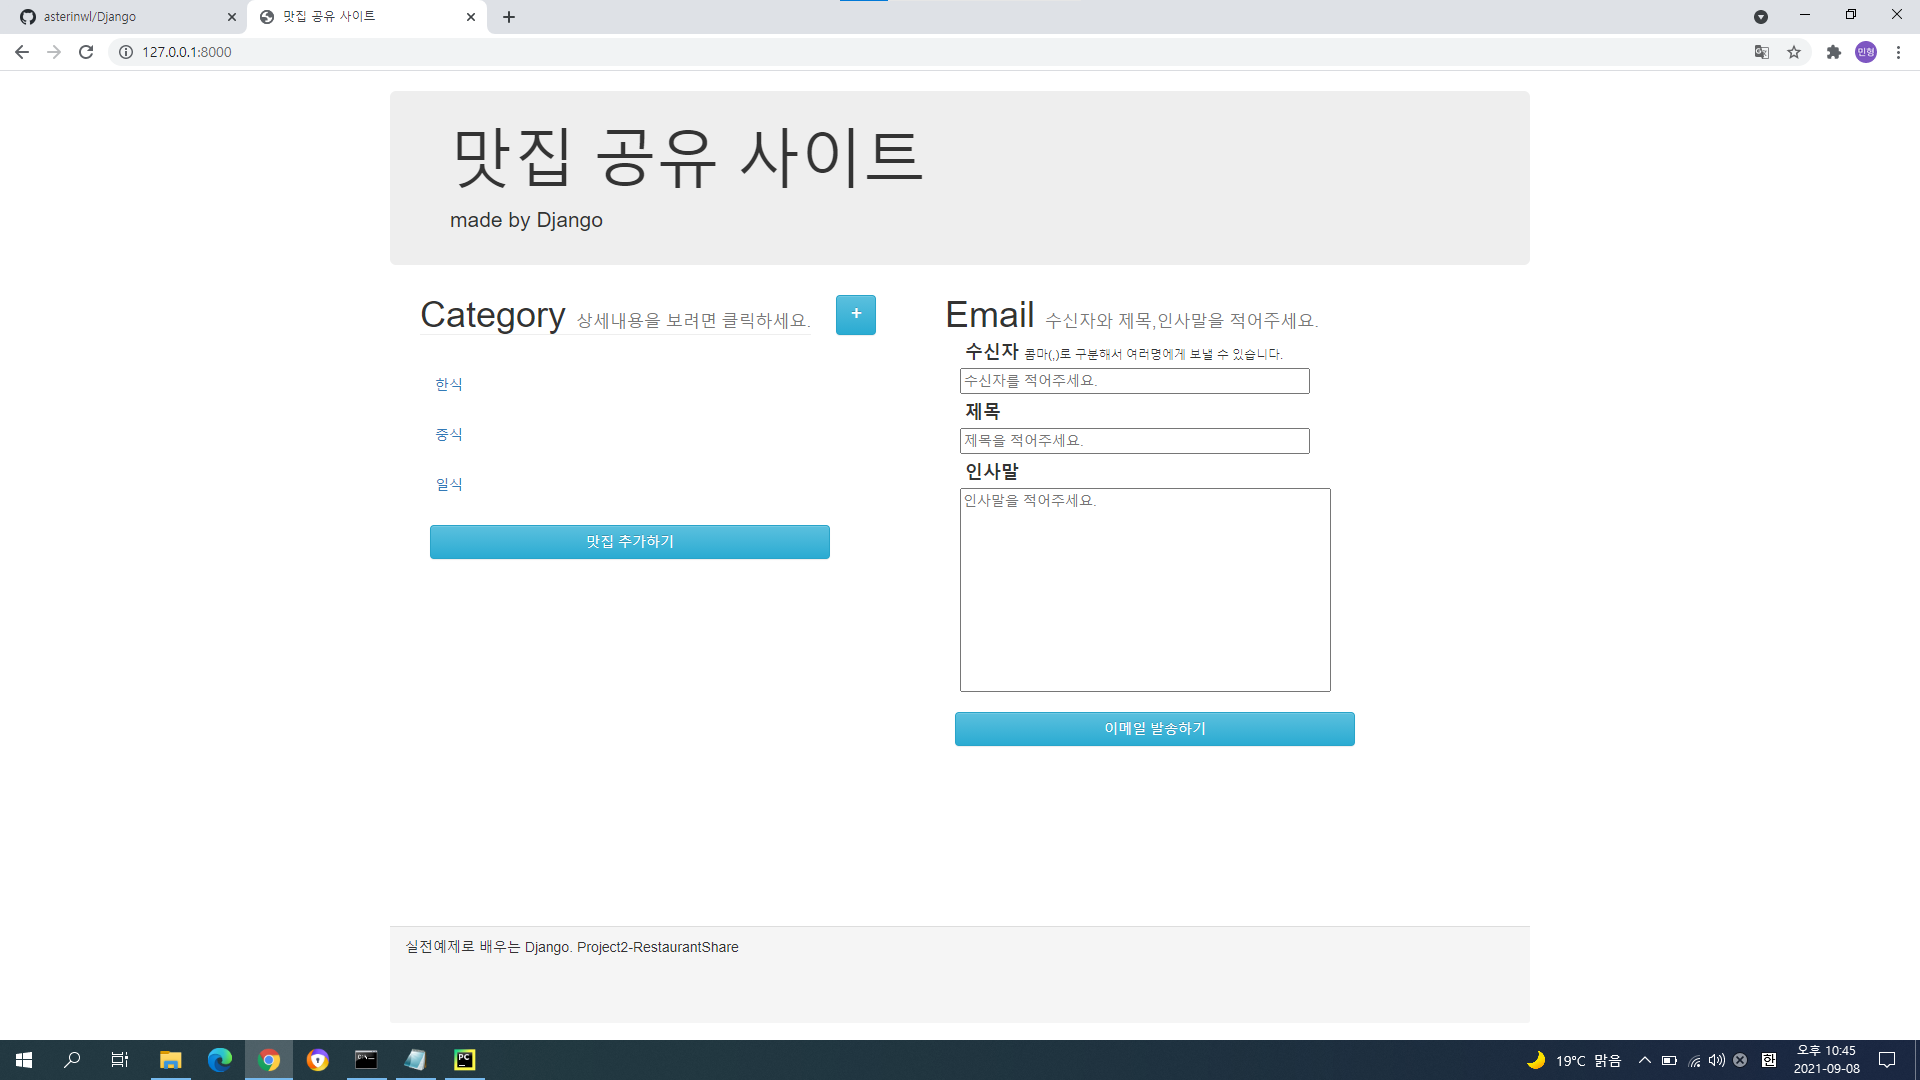 asterinwl/Django
맛집 공유 사이트
127.0.0.1:8000
민형
맛집 공유 사이트
made by Django
Category 상세내용을 보려면 클릭하세요.
+
한식
중식
일식
맛집 추가하기
Email 수신자와 제목,인사말을 적어주세요.
수신자 콤마(,)로 구분해서 여러명에게 보낼 수 있습니다.
수신자를 적어주세요.
제목
제목을 적어주세요.
인사말
인사말을 적어주세요.
이메일 발송하기
실전예제로 배우는 Django. Project2-RestaurantShare
PC
19°C 맑음
한
오후 10:45
2021-09-08